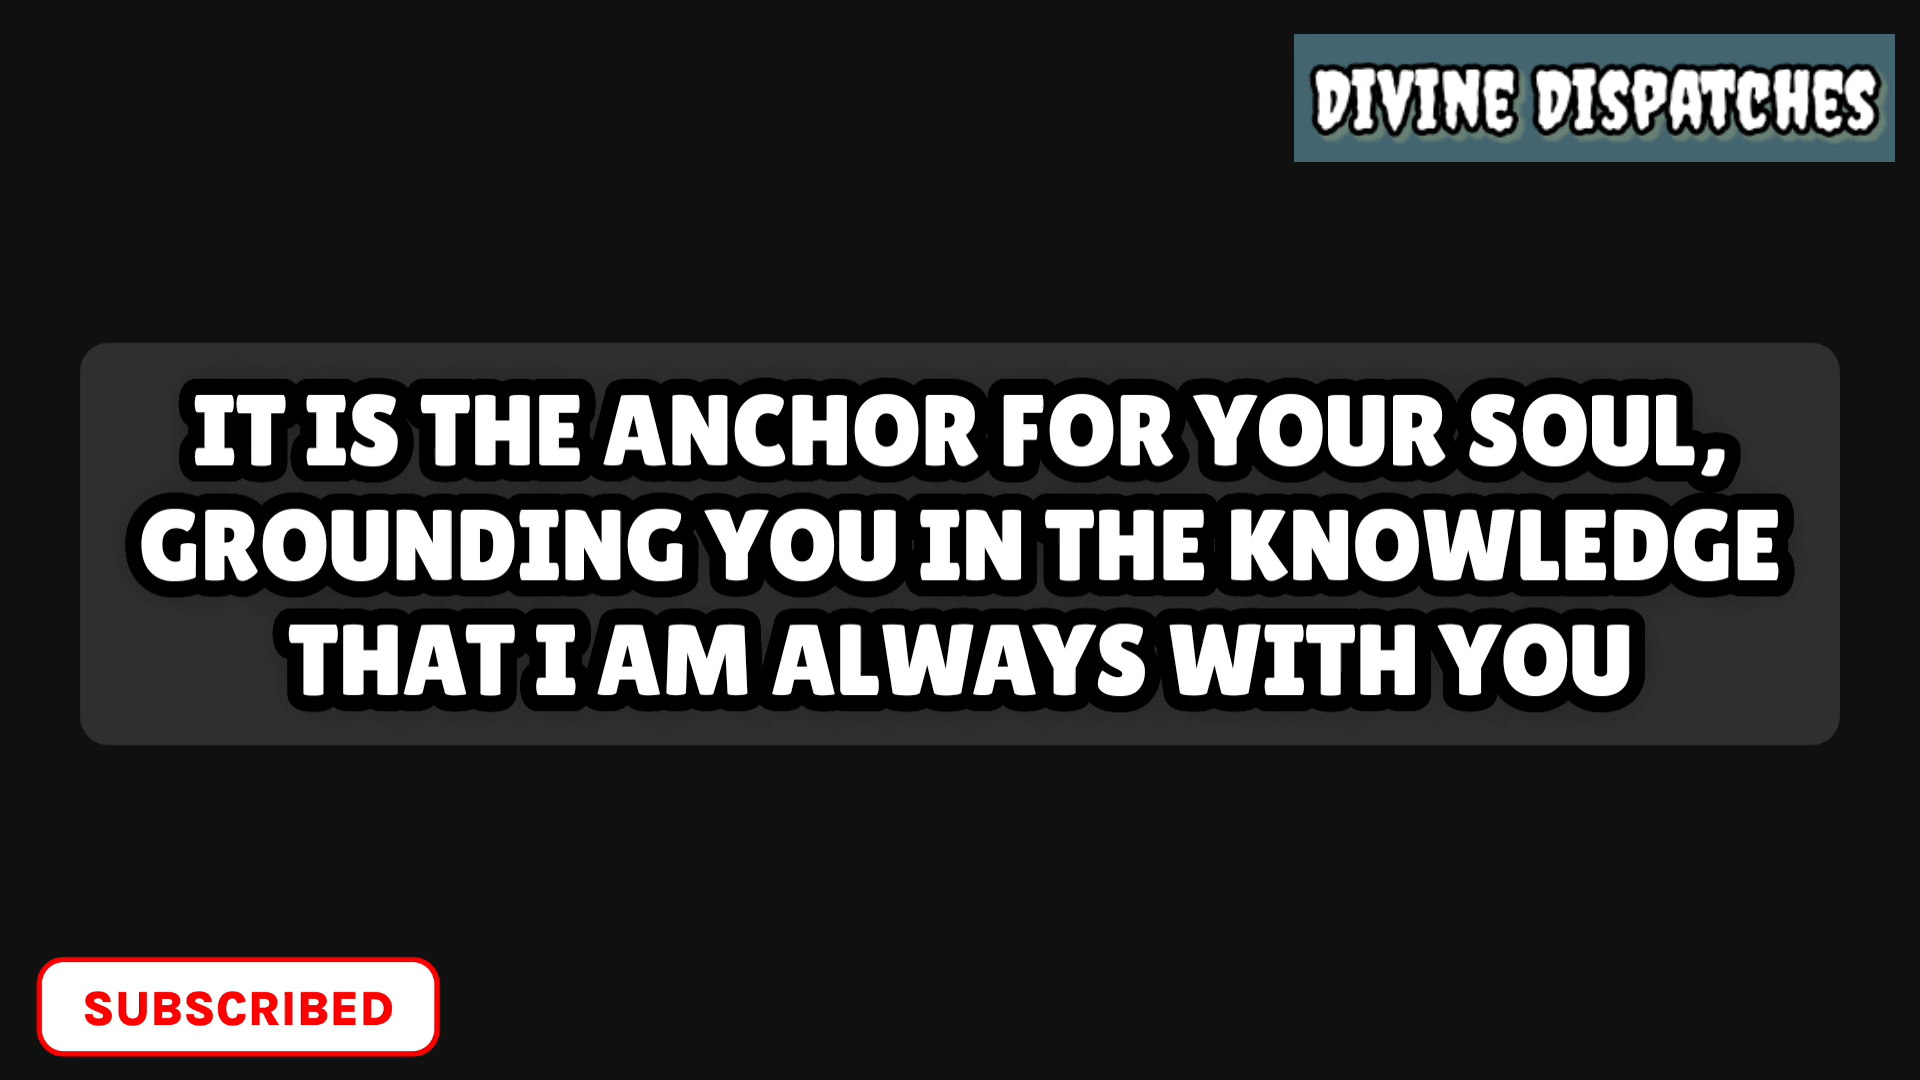 DIVINE DISPATCHES
IT IS THE ANCHOR FOR YOUR SOUL,
GROUNDING YOU IN THE KNOWLEDGE
THAT I AM ALWAYS WITH YOU
SUBSCRIBED